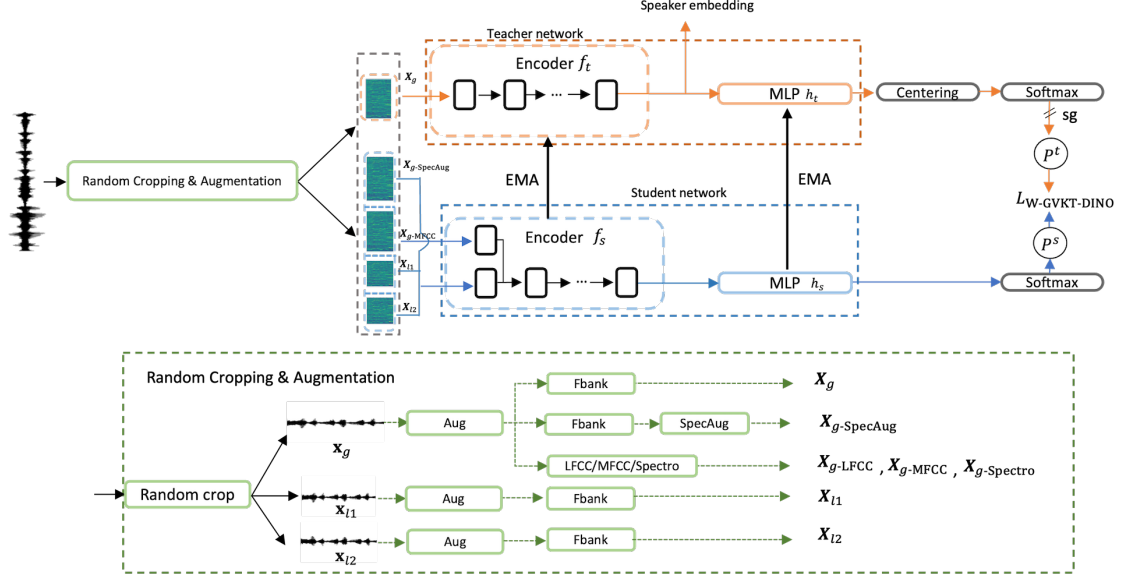 Speaker embedding
Teacher network
Encoder f_t
X_g
MLP h_t
Centering
Softmax
sg
P^t
X_g-SpecAug
Random Cropping & Augmentation
EMA
EMA
Student network
L_W-GVKT-DINO
X_g-MFCC
Encoder f_s
P^s
X_l1
MLP h_s
Softmax
X_l2
Random Cropping & Augmentation
Fbank
X_g
Aug
Fbank
SpecAug
X_g-SpecAug
x_g
LFCC/MFCC/Spectro
X_g-LFCC , X_g-MFCC , X_g-Spectro
Random crop
x_l1
Aug
Fbank
X_l1
x_l2
Aug
Fbank
X_l2